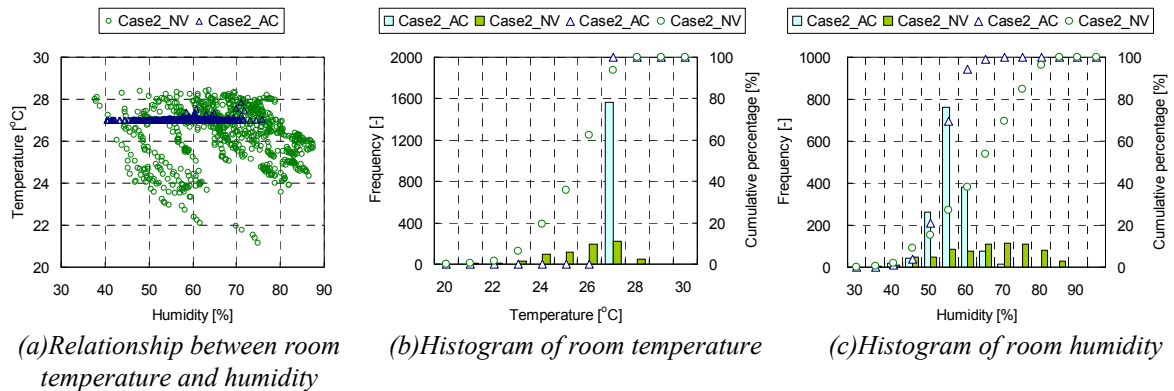 Case2_NV Case2_AC
Temperature [°C]
30
28
26
24
22
20
30 40 50 60 70 80 90
Humidity [%]
(a)Relationship between room
temperature and humidity
Case2_AC Case2_NV Case2_AC Case2_NV
Frequency [-]
2000
1600
1200
800
400
0
Cumulative percentage [%]
100
80
60
40
20
0
20 22 24 26 28 30
Temperature [°C]
(b)Histogram of room temperature
Case2_AC Case2_NV Case2_AC Case2_NV
Frequency [-]
1000
800
600
400
200
0
Cumulative percentage [%]
100
80
60
40
20
0
30 40 50 60 70 80 90
Humidity [%]
(c)Histogram of room humidity